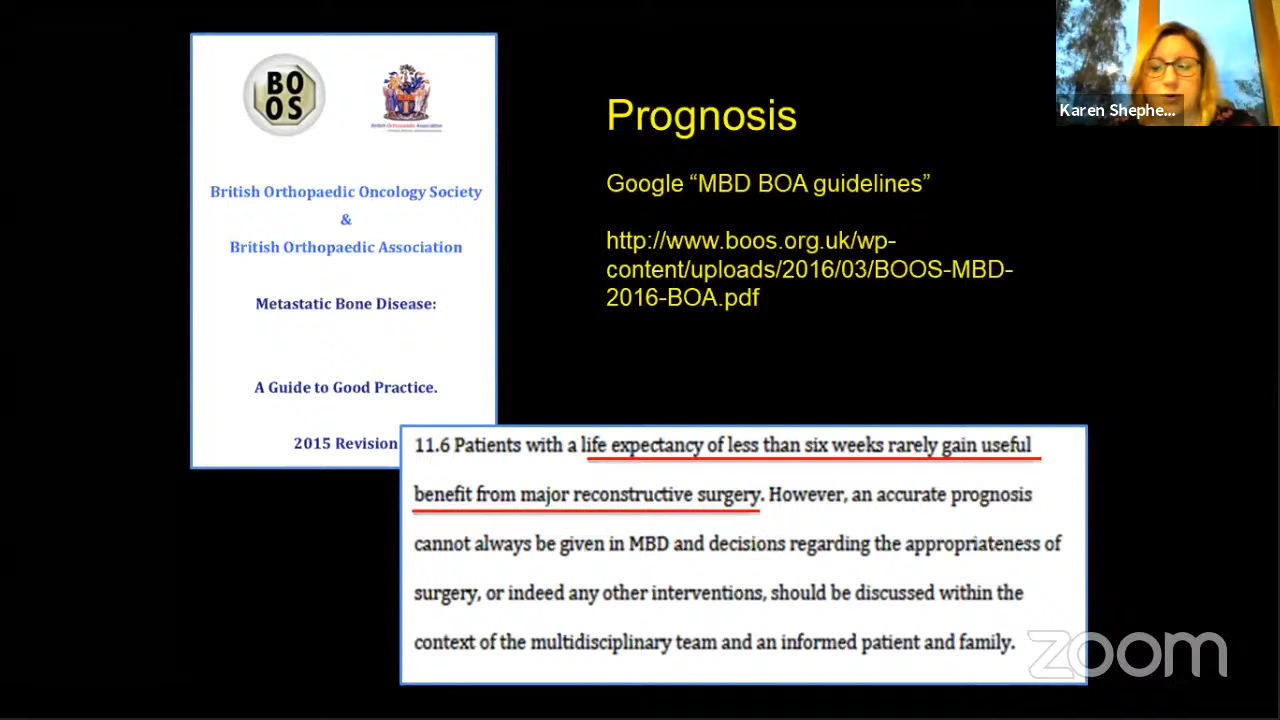 BO
OS
British Orthopaedic Association
British Orthopaedic Oncology Society
&
British Orthopaedic Association
Metastatic Bone Disease:
A Guide to Good Practice.
2015 Revision
Prognosis
Google “MBD BOA guidelines”
http://www.boos.org.uk/wp-
content/uploads/2016/03/BOOS-MBD-
2016-BOA.pdf
11.6 Patients with a life expectancy of less than six weeks rarely gain useful
benefit from major reconstructive surgery. However, an accurate prognosis
cannot always be given in MBD and decisions regarding the appropriateness of
surgery, or indeed any other interventions, should be discussed within the
context of the multidisciplinary team and an informed patient and family.
Karen Shephe...
zoom